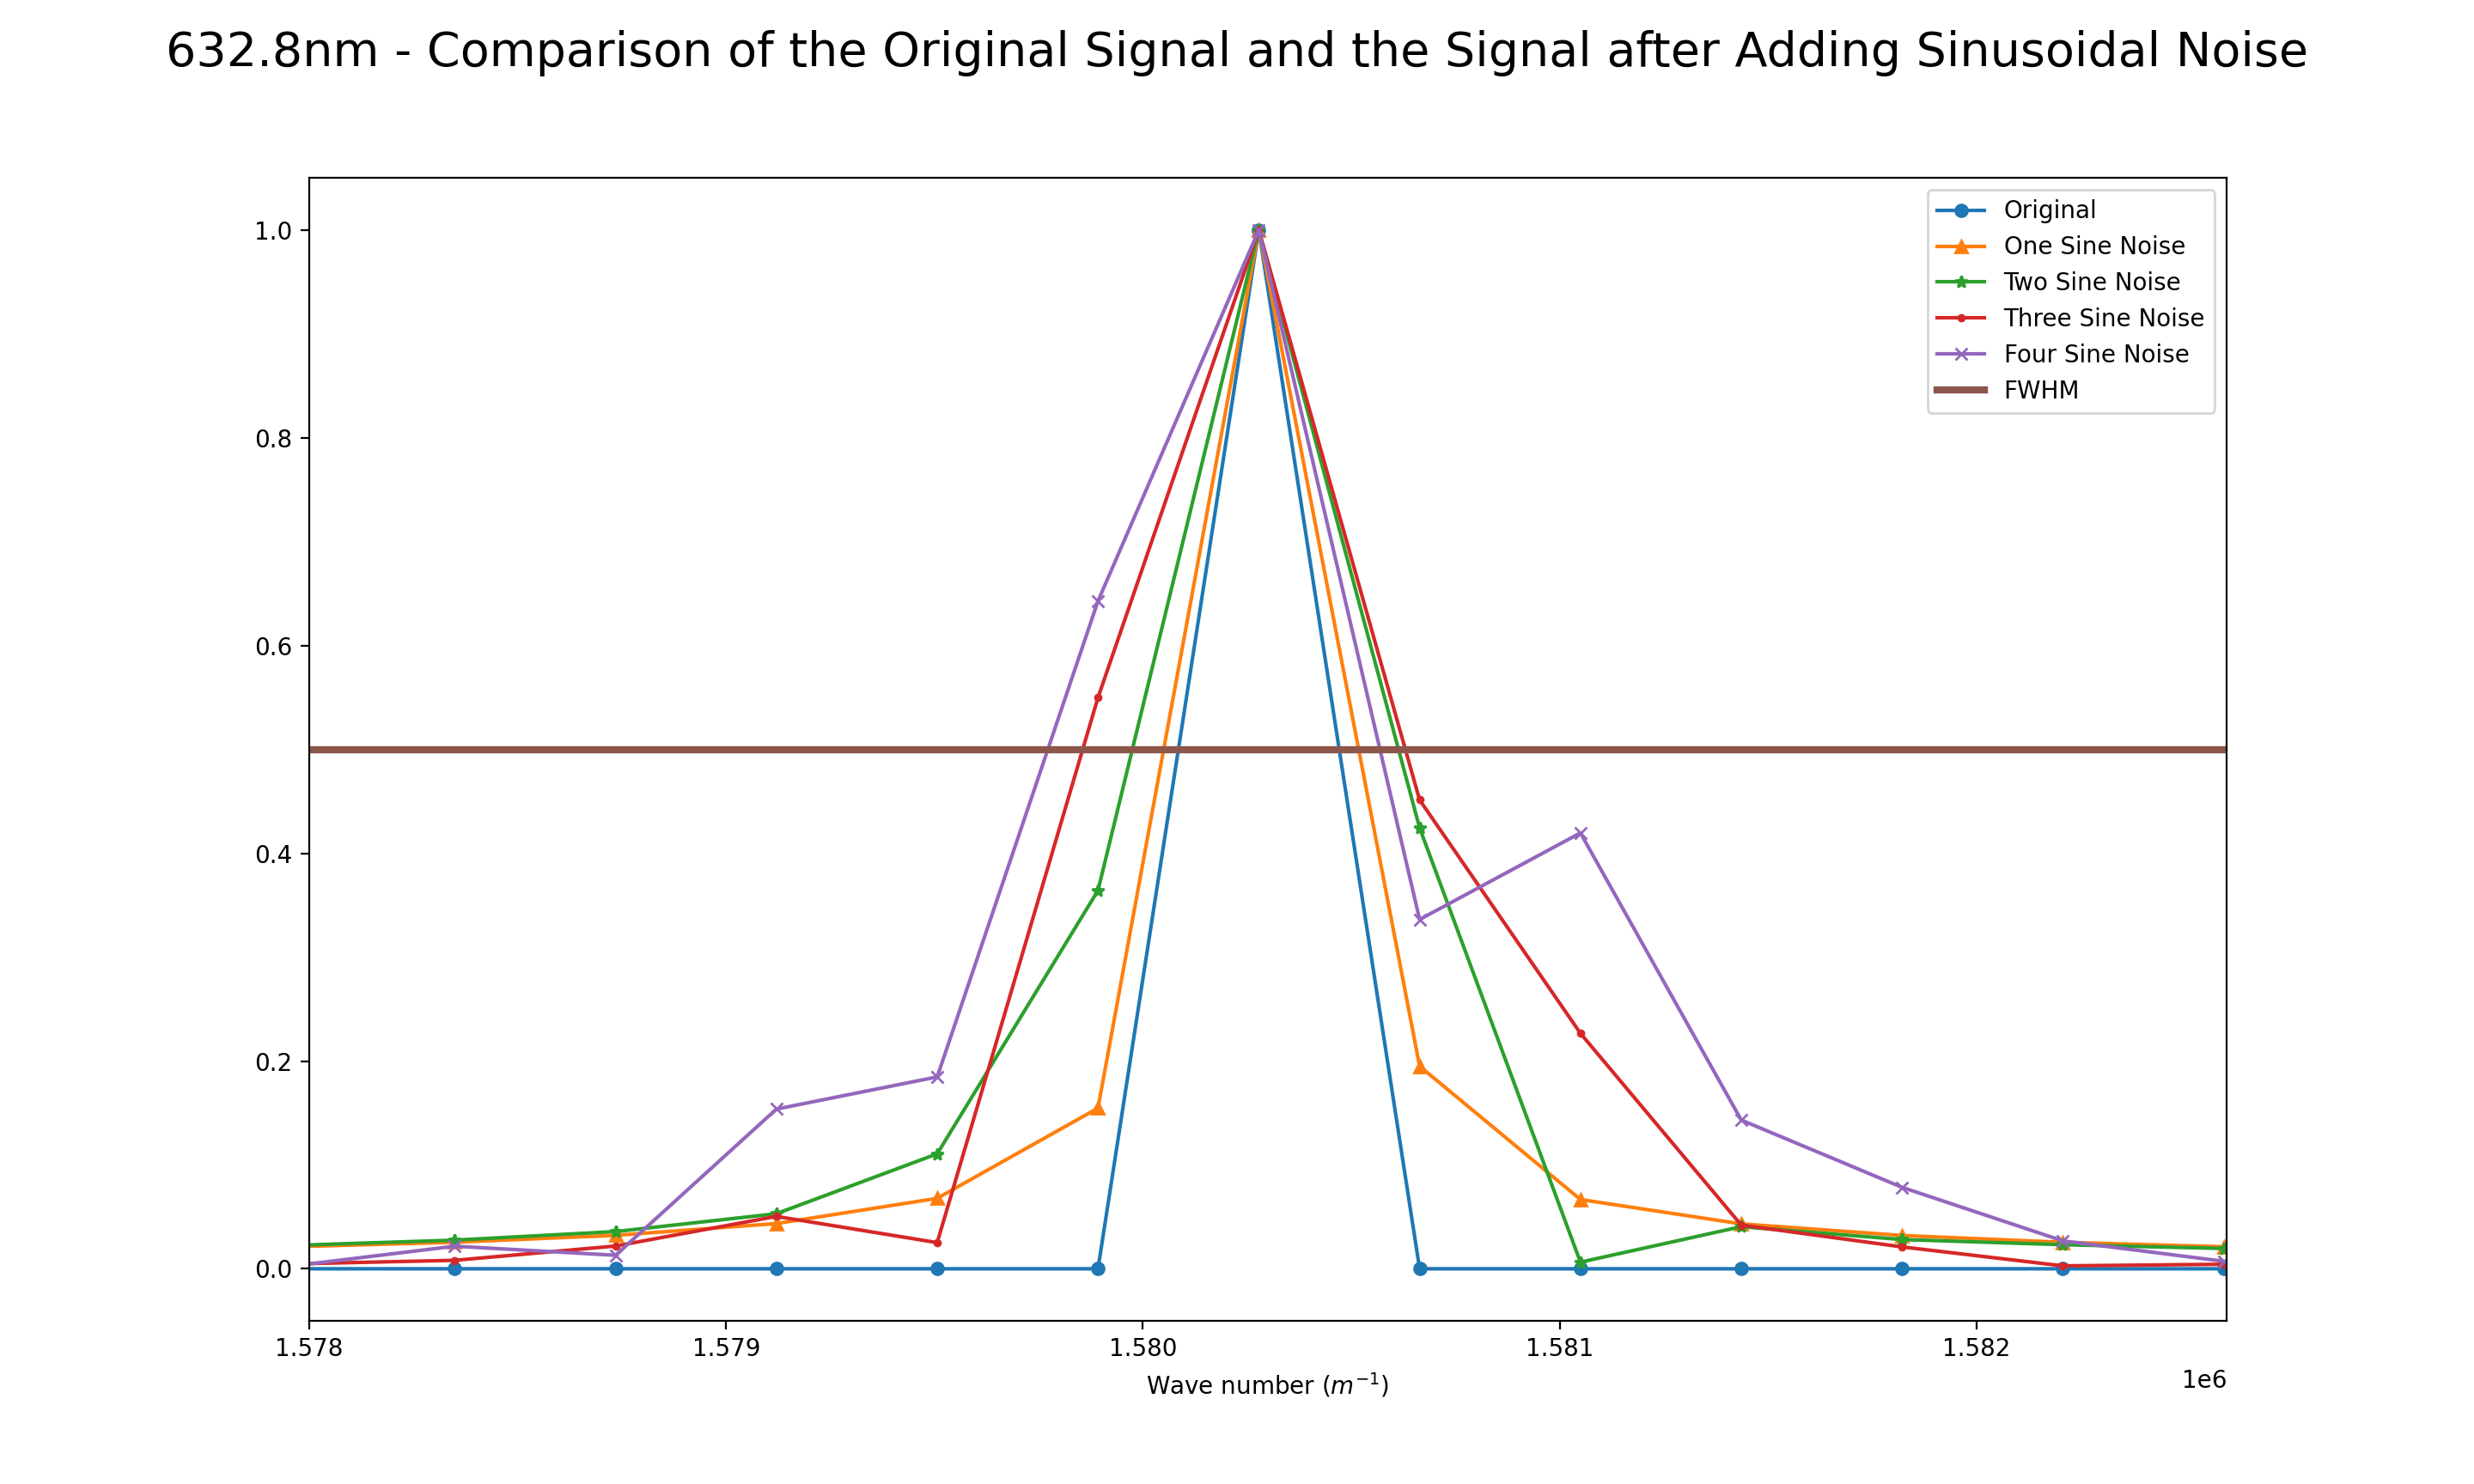 632.8nm - Comparison of the Original Signal and the Signal after Adding Sinusoidal Noise
Original
One Sine Noise
Two Sine Noise
Three Sine Noise
Four Sine Noise
FWHM
1.0
0.8
0.6
0.4
0.2
0.0
1.578 1.579 1.580 1.581 1.582
1e6
Wave number (m⁻¹)